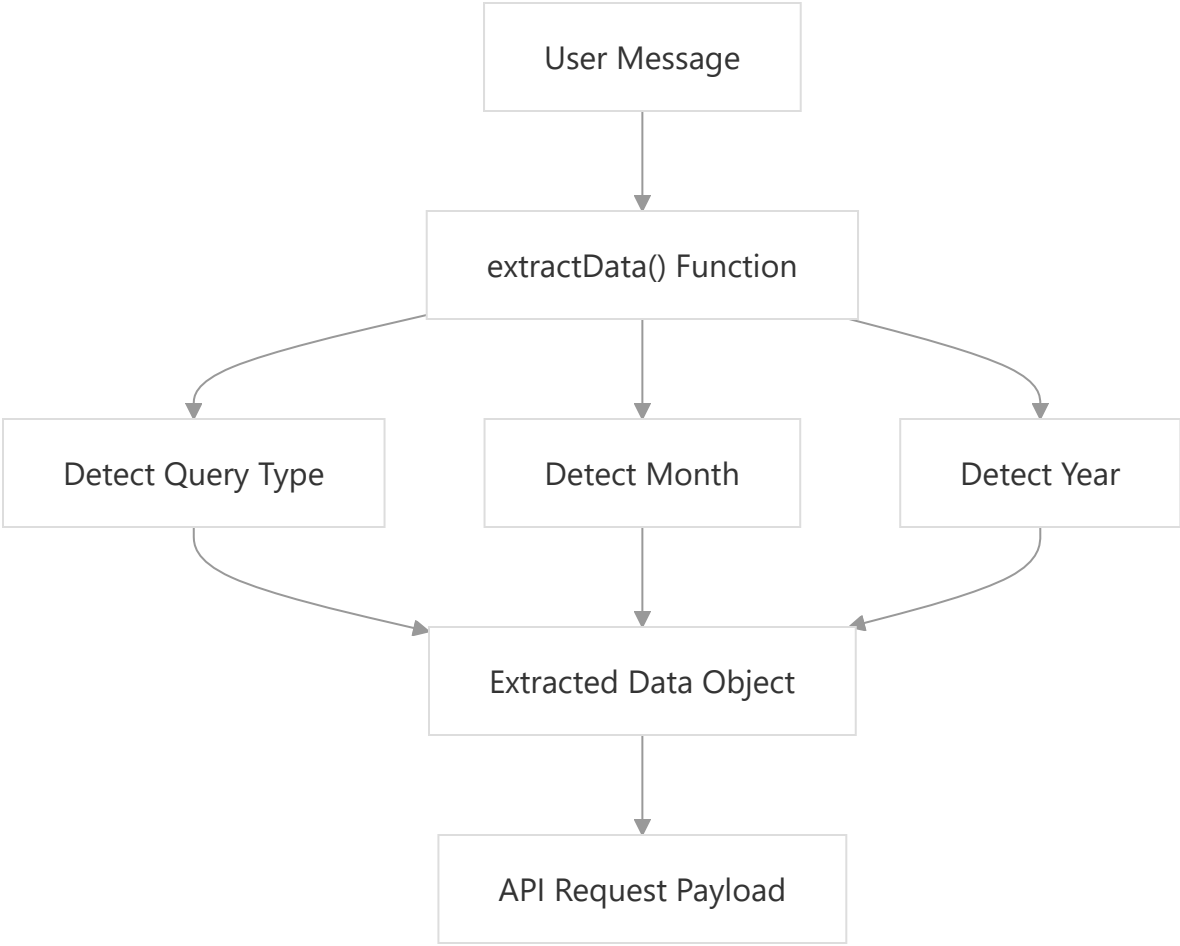 User Message
extractData() Function
Detect Query Type
Detect Month
Detect Year
Extracted Data Object
API Request Payload